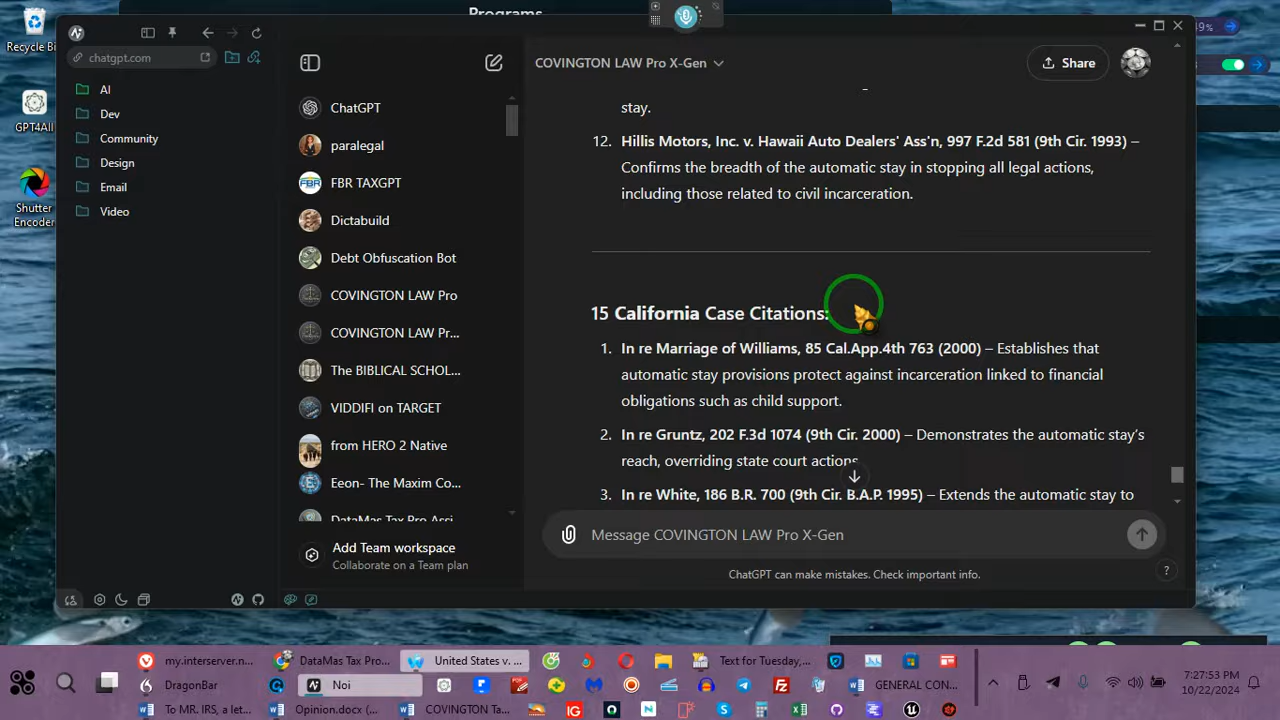 Programs
Recycle Bi
GPT4All
Shutter
Encoder
chatgpt.com
AI
Dev
Community
Design
Email
Video
ChatGPT
paralegal
FBR TAXGPT
Dictabuild
Debt Obfuscation Bot
COVINGTON LAW Pro
COVINGTON LAW Pr...
The BIBLICAL SCHOL...
VIDDIFI on TARGET
from HERO 2 Native
Eeon- The Maxim Co...
DataMas Tax Pro Assi
Add Team workspace
Collaborate on a Team plan
COVINGTON LAW Pro X-Gen
Share
49%
stay.
12. Hillis Motors, Inc. v. Hawaii Auto Dealers' Ass'n, 997 F.2d 581 (9th Cir. 1993) –
Confirms the breadth of the automatic stay in stopping all legal actions,
including those related to civil incarceration.
15 California Case Citations:
1. In re Marriage of Williams, 85 Cal.App.4th 763 (2000) – Establishes that
automatic stay provisions protect against incarceration linked to financial
obligations such as child support.
2. In re Gruntz, 202 F.3d 1074 (9th Cir. 2000) – Demonstrates the automatic stay's
reach, overriding state court actions.
3. In re White, 186 B.R. 700 (9th Cir. B.A.P. 1995) – Extends the automatic stay to
Message COVINGTON LAW Pro X-Gen
ChatGPT can make mistakes. Check important info.
?
my.interserver.n...
DataMas Tax Pro...
United States v. ...
Text for Tuesday,...
DragonBar
Noi
GENERAL CON...
To MR. IRS, a let...
Opinion.docx (...
COVINGTON Ta...
7:27:53 PM
10/22/2024